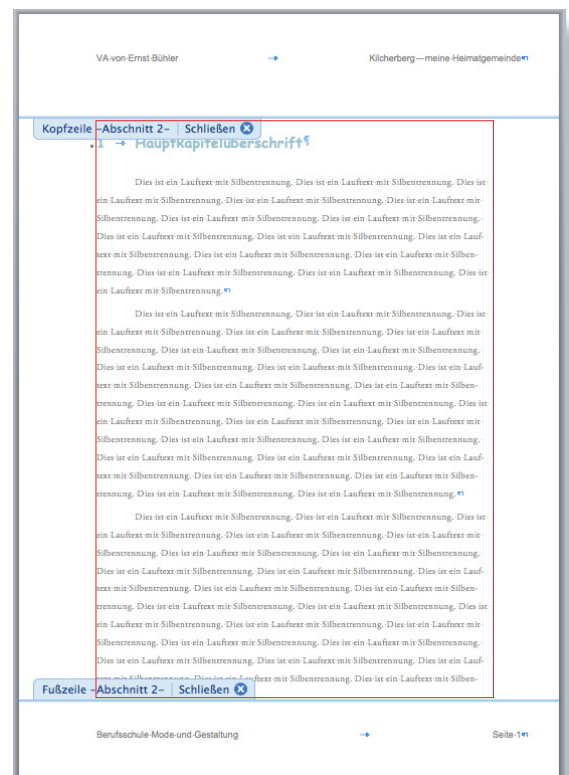 VA von Ernst Bühler → Kilcherberg—meine Heimatgemeinde¶
Kopfzeile -Abschnitt 2- Schließen
1 → Hauptkapitelüberschrift¶
Dies ist ein Lauftext mit Silbentrennung. Dies ist ein Lauftext mit Silbentrennung. Dies ist
ein Lauftext mit Silbentrennung. Dies ist ein Lauftext mit Silbentrennung. Dies ist ein Lauftext mit
Silbentrennung. Dies ist ein Lauftext mit Silbentrennung. Dies ist ein Lauftext mit Silbentrennung.
Dies ist ein Lauftext mit Silbentrennung. Dies ist ein Lauftext mit Silbentrennung. Dies ist ein Lauf-
text mit Silbentrennung. Dies ist ein Lauftext mit Silbentrennung. Dies ist ein Lauftext mit Silben-
trennung. Dies ist ein Lauftext mit Silbentrennung. Dies ist ein Lauftext mit Silbentrennung. Dies ist
ein Lauftext mit Silbentrennung.¶
Dies ist ein Lauftext mit Silbentrennung. Dies ist ein Lauftext mit Silbentrennung. Dies ist
ein Lauftext mit Silbentrennung. Dies ist ein Lauftext mit Silbentrennung. Dies ist ein Lauftext mit
Silbentrennung. Dies ist ein Lauftext mit Silbentrennung. Dies ist ein Lauftext mit Silbentrennung.
Dies ist ein Lauftext mit Silbentrennung. Dies ist ein Lauftext mit Silbentrennung. Dies ist ein Lauf-
text mit Silbentrennung. Dies ist ein Lauftext mit Silbentrennung. Dies ist ein Lauftext mit Silben-
trennung. Dies ist ein Lauftext mit Silbentrennung. Dies ist ein Lauftext mit Silbentrennung. Dies ist
ein Lauftext mit Silbentrennung. Dies ist ein Lauftext mit Silbentrennung. Dies ist ein Lauftext mit
Silbentrennung. Dies ist ein Lauftext mit Silbentrennung. Dies ist ein Lauftext mit Silbentrennung.
Dies ist ein Lauftext mit Silbentrennung. Dies ist ein Lauftext mit Silbentrennung. Dies ist ein Lauf-
text mit Silbentrennung. Dies ist ein Lauftext mit Silbentrennung. Dies ist ein Lauftext mit Silben-
trennung. Dies ist ein Lauftext mit Silbentrennung. Dies ist ein Lauftext mit Silbentrennung.¶
Dies ist ein Lauftext mit Silbentrennung. Dies ist ein Lauftext mit Silbentrennung. Dies ist
ein Lauftext mit Silbentrennung. Dies ist ein Lauftext mit Silbentrennung. Dies ist ein Lauftext mit
Silbentrennung. Dies ist ein Lauftext mit Silbentrennung. Dies ist ein Lauftext mit Silbentrennung.
Dies ist ein Lauftext mit Silbentrennung. Dies ist ein Lauftext mit Silbentrennung. Dies ist ein Lauf-
text mit Silbentrennung. Dies ist ein Lauftext mit Silbentrennung. Dies ist ein Lauftext mit Silben-
trennung. Dies ist ein Lauftext mit Silbentrennung. Dies ist ein Lauftext mit Silbentrennung. Dies ist
ein Lauftext mit Silbentrennung. Dies ist ein Lauftext mit Silbentrennung. Dies ist ein Lauftext mit
Silbentrennung. Dies ist ein Lauftext mit Silbentrennung. Dies ist ein Lauftext mit Silbentrennung.
Dies ist ein Lauftext mit Silbentrennung. Dies ist ein Lauftext mit Silbentrennung. Dies ist ein Lauf-
Lauftext mit Silbentrennung. Dies ist ein Lauftext mit Silben-
Fußzeile -Abschnitt 2- Schließen
Berufsschule Mode und Gestaltung → Seite 1¶